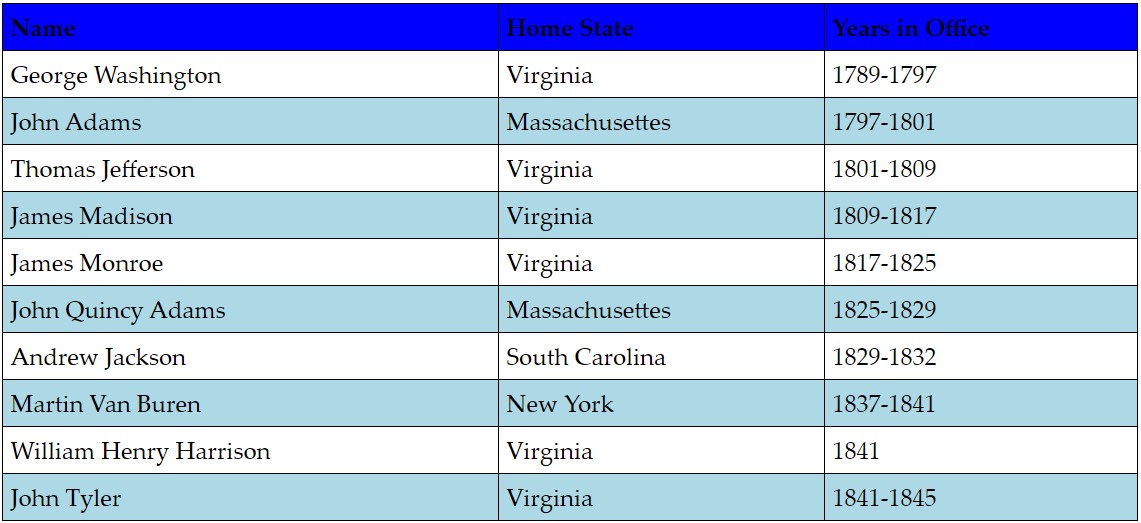 Name Home State Years in Office
George Washington Virginia 1789-1797
John Adams Massachusettes 1797-1801
Thomas Jefferson Virginia 1801-1809
James Madison Virginia 1809-1817
James Monroe Virginia 1817-1825
John Quincy Adams Massachusettes 1825-1829
Andrew Jackson South Carolina 1829-1832
Martin Van Buren New York 1837-1841
William Henry Harrison Virginia 1841
John Tyler Virginia 1841-1845